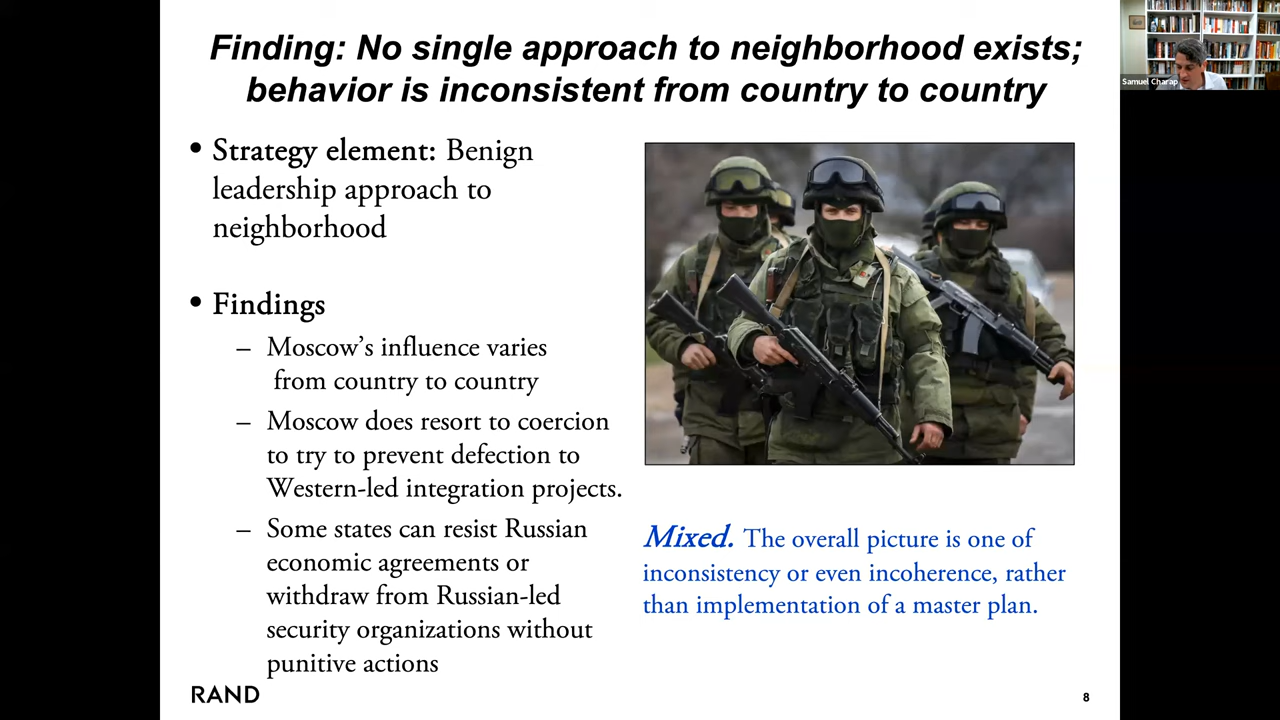 Finding: No single approach to neighborhood exists;
behavior is inconsistent from country to country
Samuel Charap
• Strategy element: Benign
leadership approach to
neighborhood
• Findings
– Moscow’s influence varies
from country to country
– Moscow does resort to coercion
to try to prevent defection to
Western-led integration projects.
– Some states can resist Russian
economic agreements or
withdraw from Russian-led
security organizations without
punitive actions
Mixed. The overall picture is one of
inconsistency or even incoherence, rather
than implementation of a master plan.
RAND
8